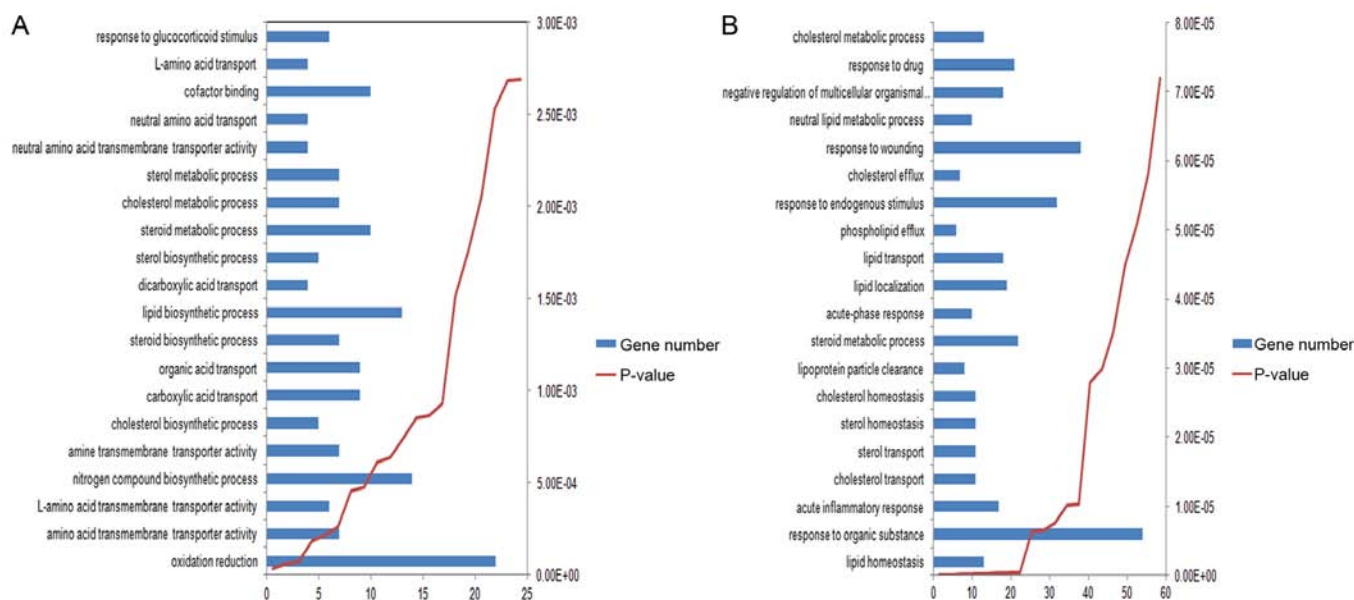 A
response to glucocorticoid stimulus
L-amino acid transport
cofactor binding
neutral amino acid transport
neutral amino acid transmembrane transporter activity
sterol metabolic process
cholesterol metabolic process
steroid metabolic process
sterol biosynthetic process
dicarboxylic acid transport
lipid biosynthetic process
steroid biosynthetic process
organic acid transport
carboxylic acid transport
cholesterol biosynthetic process
amine transmembrane transporter activity
nitrogen compound biosynthetic process
L-amino acid transmembrane transporter activity
amino acid transmembrane transporter activity
oxidation reduction
0 5 10 15 20 25
3.00E-03
2.50E-03
2.00E-03
1.50E-03
1.00E-03
5.00E-04
0.00E+00
Gene number
P-value
B
cholesterol metabolic process
response to drug
negative regulation of multicellular organismal..
neutral lipid metabolic process
response to wounding
cholesterol efflux
response to endogenous stimulus
phospholipid efflux
lipid transport
lipid localization
acute-phase response
steroid metabolic process
lipoprotein particle clearance
cholesterol homeostasis
sterol homeostasis
sterol transport
cholesterol transport
acute inflammatory response
response to organic substance
lipid homeostasis
0 10 20 30 40 50 60
8.00E-05
7.00E-05
6.00E-05
5.00E-05
4.00E-05
3.00E-05
2.00E-05
1.00E-05
0.00E+00
Gene number
P-value